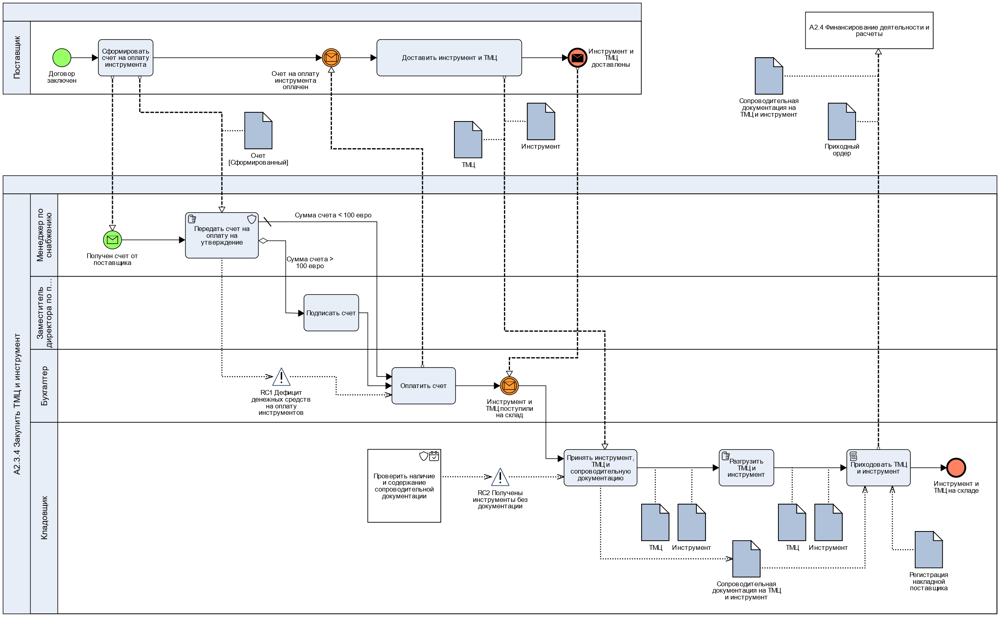 Поставщик
Договор
заключен
Сформировать
счет на оплату
инструмента
Счет на оплату
инструмента
оплачен
Доставить инструмент и ТМЦ
Инструмент и
ТМЦ
доставлены
А2.4 Финансирование деятельности и
расчеты
Сопроводительная
документация на
ТМЦ и инструмент
Приходный
ордер
Счет
[Сформированный]
ТМЦ
Инструмент
А2.3.4 Закупить ТМЦ и инструмент
Менеджер по
снабжению
Получен счет от
поставщика
Передать счет на
оплату на
утверждение
Сумма счета < 100 евро
Сумма счета >
100 евро
Заместитель
директора по п...
Подписать счет
Бухгалтер
RC1 Дефицит
денежных средств
на оплату
инструментов
Оплатить счет
Инструмент и
ТМЦ поступили
на склад
Кладовщик
Проверить наличие
и содержание
сопроводительной
документации
RC2 Получены
инструменты без
документации
Принять инструмент,
ТМЦ и
сопроводительную
документацию
Разгрузить
ТМЦ и
инструмент
Приходовать ТМЦ
и инструмент
Инструмент и
ТМЦ на складе
ТМЦ
Инструмент
ТМЦ
Инструмент
Сопроводительная
документация на ТМЦ
и инструмент
Регистрация
накладной
поставщика